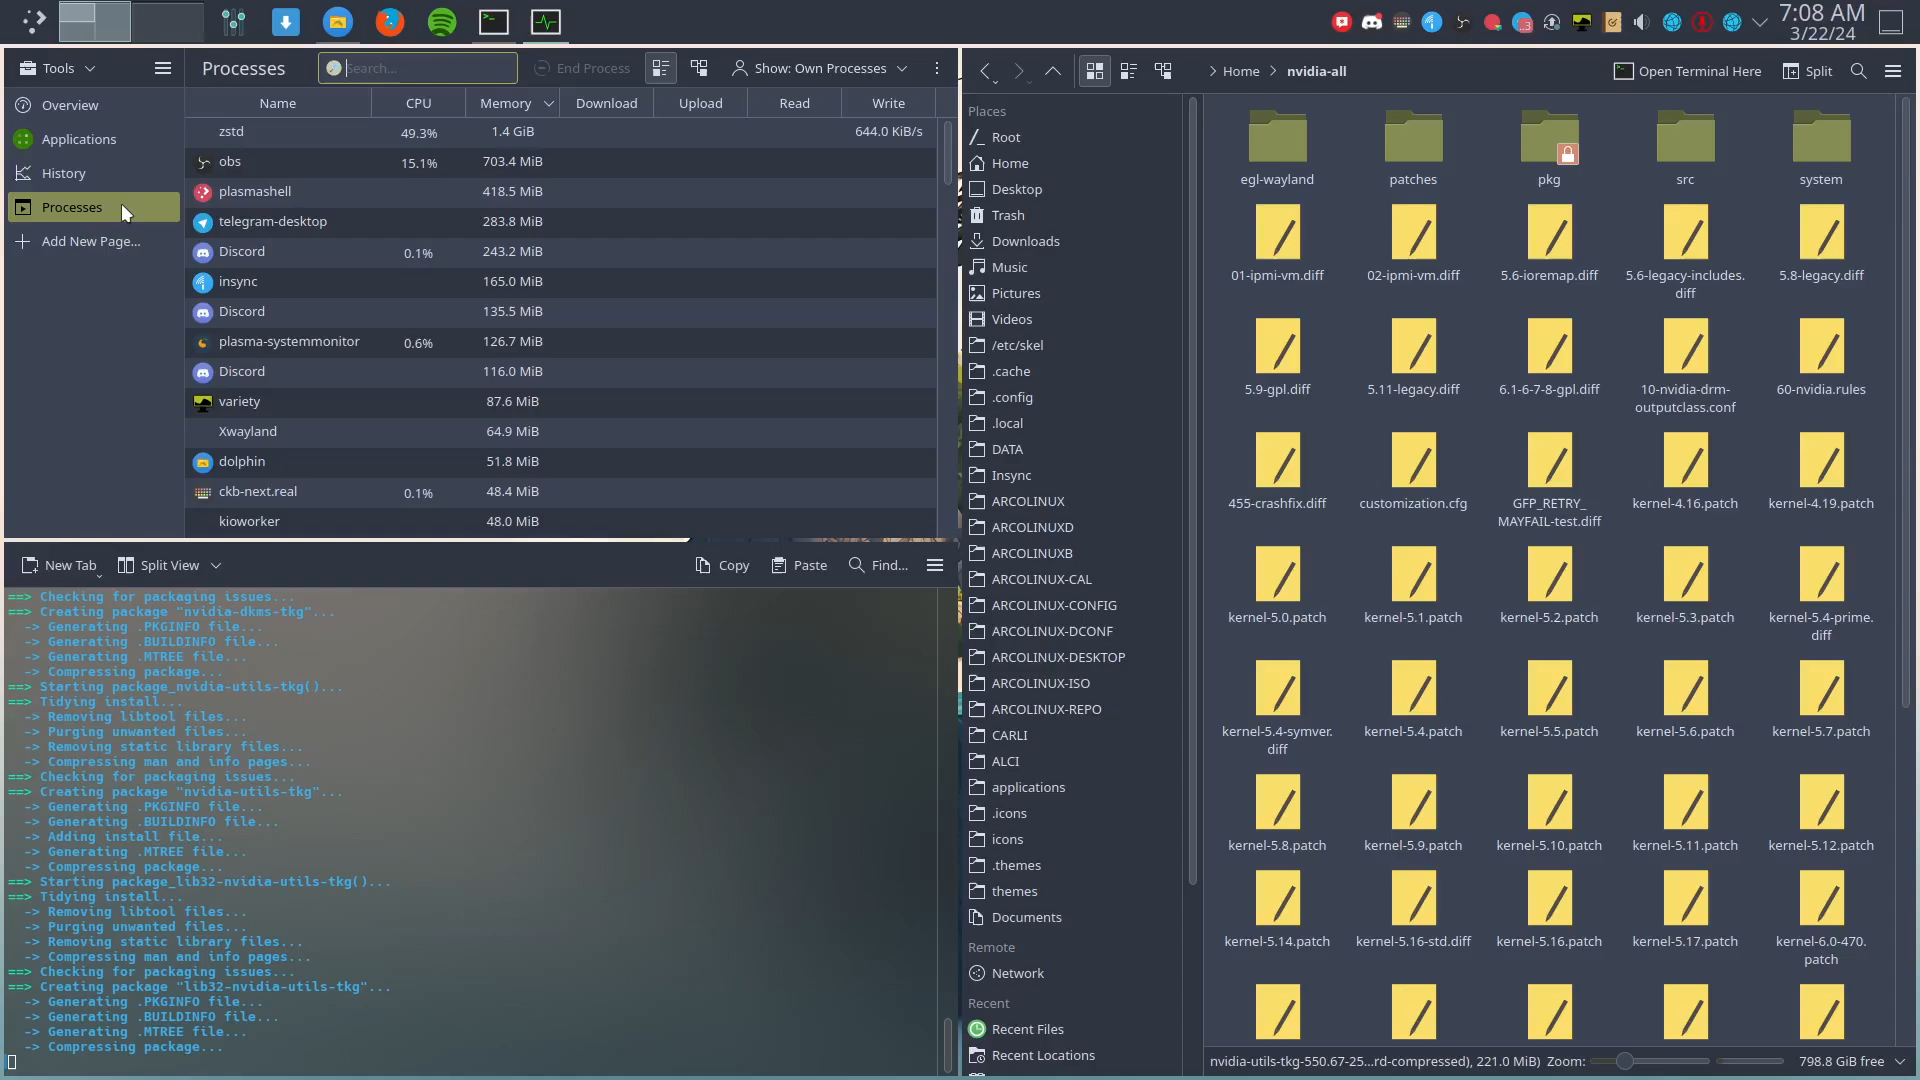 7:08 AM
3/22/24
Tools
Processes
Search...
End Process
Show: Own Processes
Overview
Applications
History
Processes
Add New Page...
Name CPU Memory Download Upload Read Write
zstd 49.3% 1.4 GiB 644.0 KiB/s
obs 15.1% 703.4 MiB
plasmashell 418.5 MiB
telegram-desktop 283.8 MiB
Discord 0.1% 243.2 MiB
insync 165.0 MiB
Discord 135.5 MiB
plasma-systemmonitor 0.6% 126.7 MiB
Discord 116.0 MiB
variety 87.6 MiB
Xwayland 64.9 MiB
dolphin 51.8 MiB
ckb-next.real 0.1% 48.4 MiB
kioworker 48.0 MiB
New Tab Split View Copy Paste Find...
==> Checking for packaging issues...
==> Creating package "nvidia-dkms-tkg"...
-> Generating .PKGINFO file...
-> Generating .BUILDINFO file...
-> Generating .MTREE file...
-> Compressing package...
==> Starting package_nvidia-utils-tkg()...
==> Tidying install...
-> Removing libtool files...
-> Purging unwanted files...
-> Removing static library files...
-> Compressing man and info pages...
==> Checking for packaging issues...
==> Creating package "nvidia-utils-tkg"...
-> Generating .PKGINFO file...
-> Generating .BUILDINFO file...
-> Adding install file...
-> Generating .MTREE file...
-> Compressing package...
==> Starting package_lib32-nvidia-utils-tkg()...
==> Tidying install...
-> Removing libtool files...
-> Purging unwanted files...
-> Removing static library files...
-> Compressing man and info pages...
==> Checking for packaging issues...
==> Creating package "lib32-nvidia-utils-tkg"...
-> Generating .PKGINFO file...
-> Generating .BUILDINFO file...
-> Generating .MTREE file...
-> Compressing package...
Home nvidia-all
Open Terminal Here
Split
Places
Root
Home
Desktop
Trash
Downloads
Music
Pictures
Videos
/etc/skel
.cache
.config
.local
DATA
Insync
ARCOLINUX
ARCOLINUXD
ARCOLINUXB
ARCOLINUX-CAL
ARCOLINUX-CONFIG
ARCOLINUX-DCONF
ARCOLINUX-DESKTOP
ARCOLINUX-ISO
ARCOLINUX-REPO
CARLI
ALCI
applications
.icons
icons
.themes
themes
Documents
Remote
Network
Recent
Recent Files
Recent Locations
egl-wayland patches pkg src system
01-ipmi-vm.diff 02-ipmi-vm.diff 5.6-ioremap.diff 5.6-legacy-includes. 5.8-legacy.diff
diff
5.9-gpl.diff 5.11-legacy.diff 6.1-6-7-8-gpl.diff 10-nvidia-drm- 60-nvidia.rules
outputclass.conf
455-crashfix.diff customization.cfg GFP_RETRY_ kernel-4.16.patch kernel-4.19.patch
MAYFAIL-test.diff
kernel-5.0.patch kernel-5.1.patch kernel-5.2.patch kernel-5.3.patch kernel-5.4-prime.
diff
kernel-5.4-symver. kernel-5.4.patch kernel-5.5.patch kernel-5.6.patch kernel-5.7.patch
diff
kernel-5.8.patch kernel-5.9.patch kernel-5.10.patch kernel-5.11.patch kernel-5.12.patch
kernel-5.14.patch kernel-5.16-std.diff kernel-5.16.patch kernel-5.17.patch kernel-6.0-470.
patch
nvidia-utils-tkg-550.67-25...rd-compressed), 221.0 MiB) Zoom: 798.8 GiB free